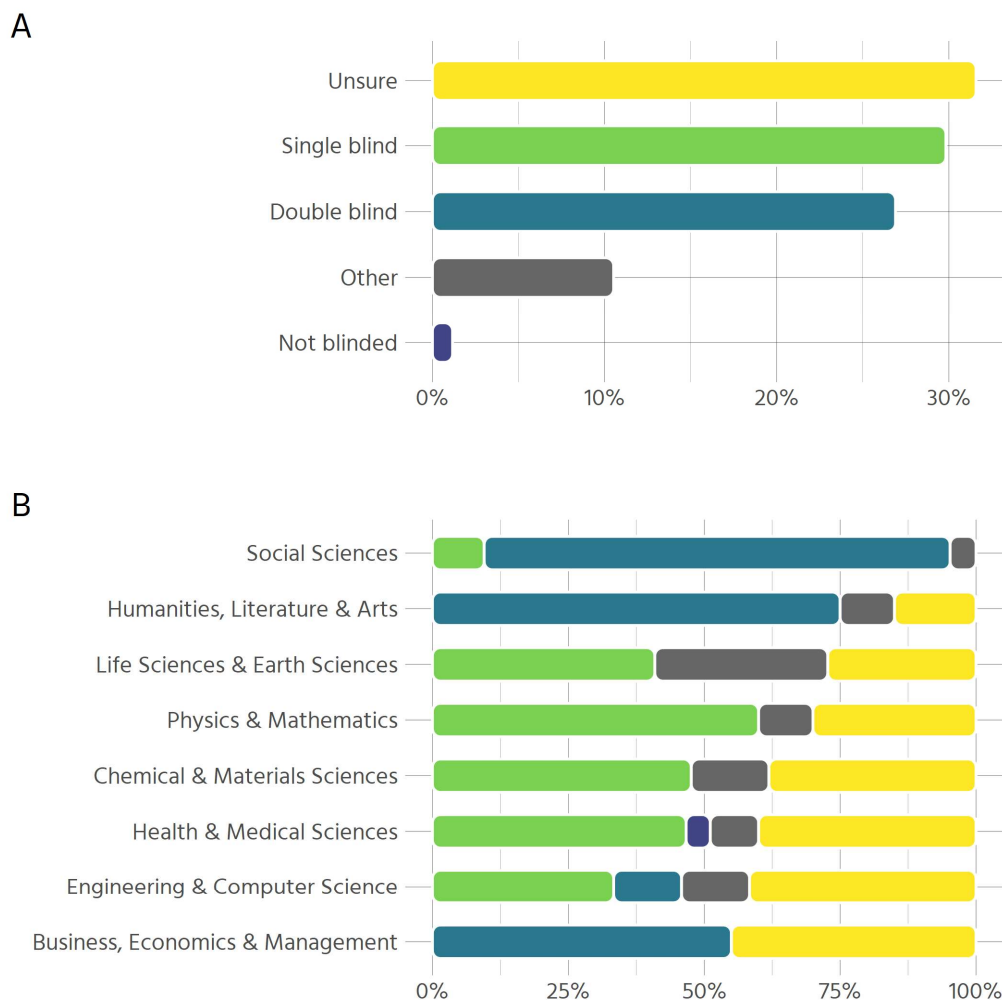 A
Unsure
Single blind
Double blind
Other
Not blinded
0% 10% 20% 30%
B
Social Sciences
Humanities, Literature & Arts
Life Sciences & Earth Sciences
Physics & Mathematics
Chemical & Materials Sciences
Health & Medical Sciences
Engineering & Computer Science
Business, Economics & Management
0% 25% 50% 75% 100%